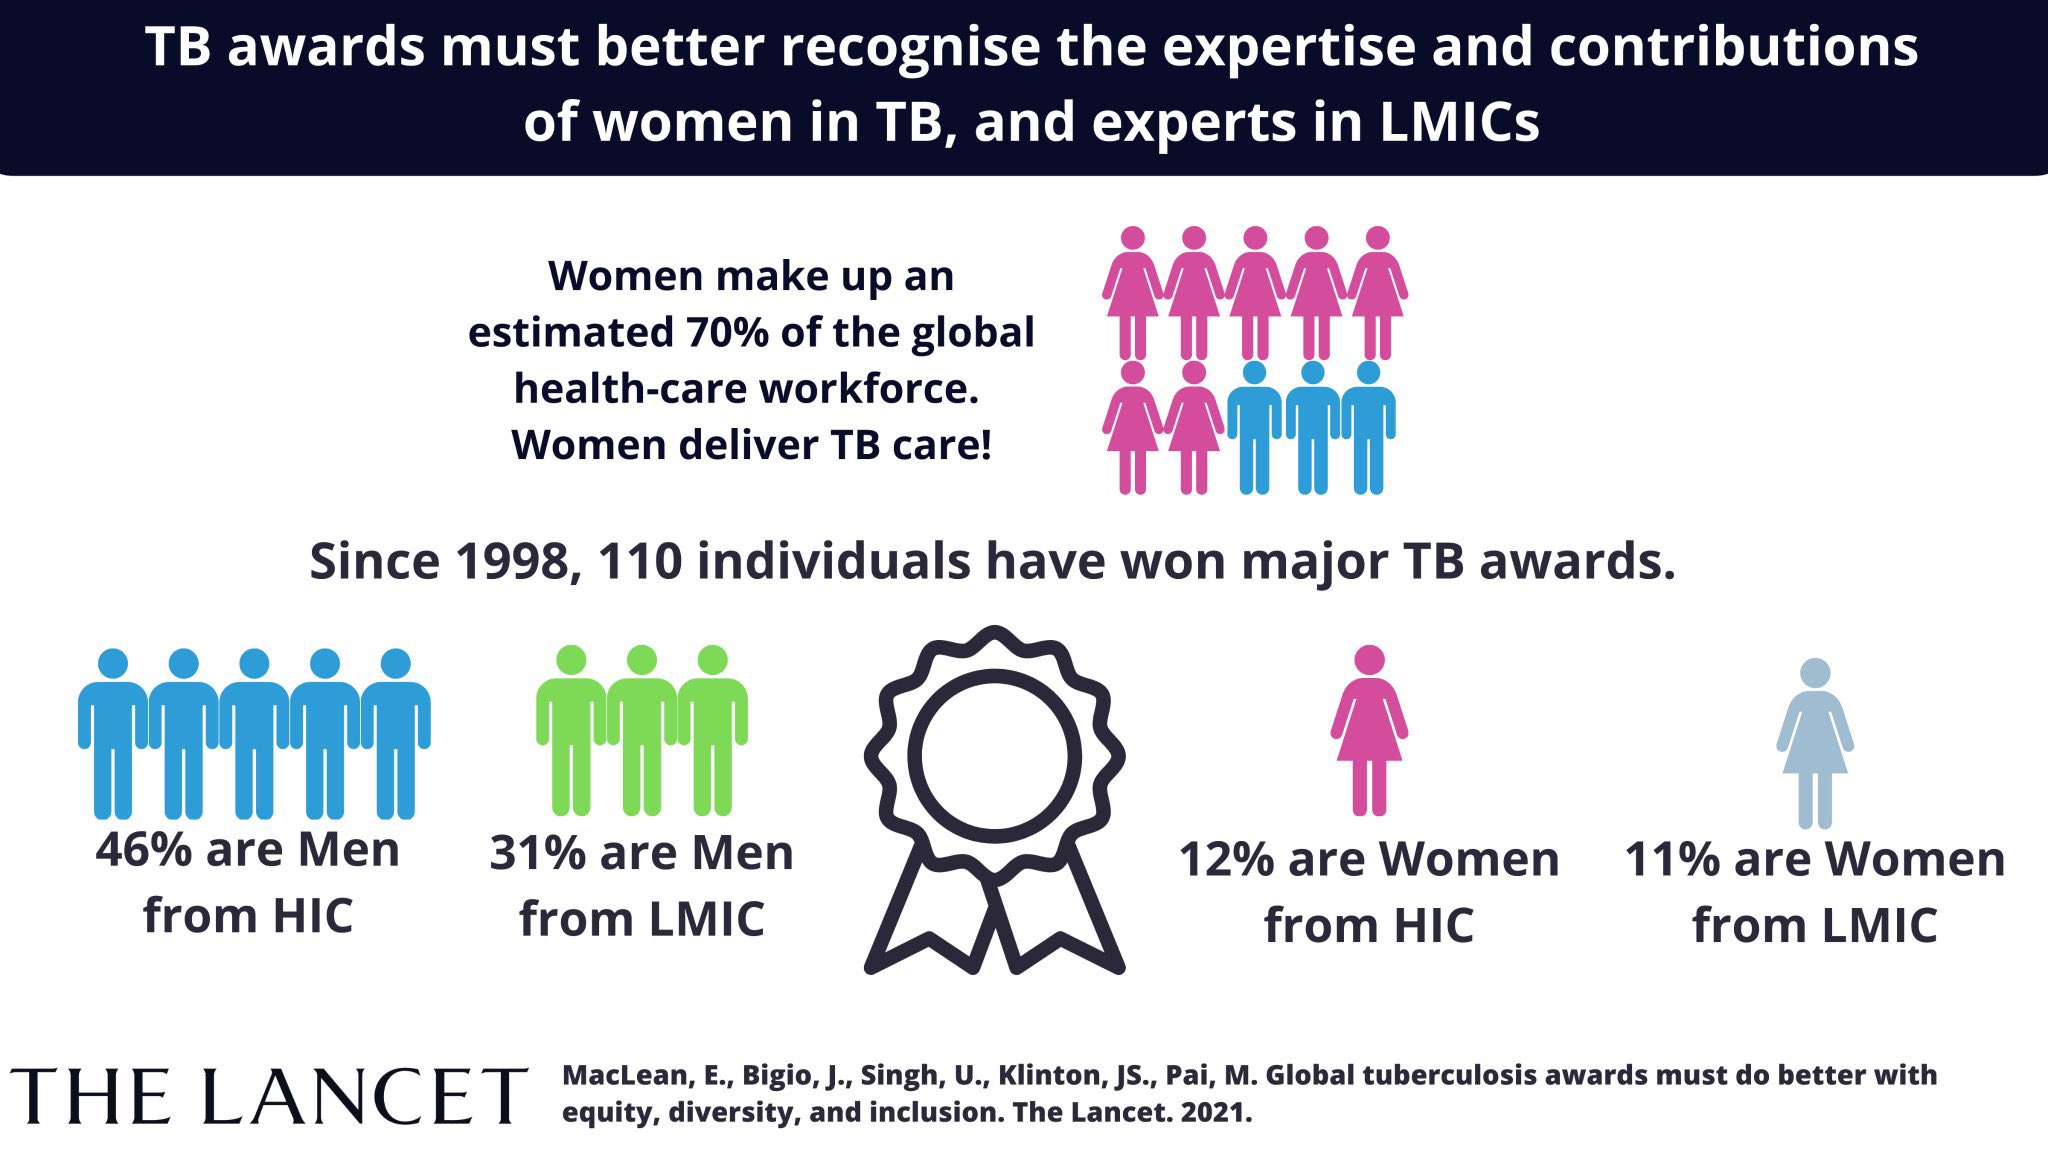 TB awards must better recognise the expertise and contributions
of women in TB, and experts in LMICs
Women make up an
estimated 70% of the global
health-care workforce.
Women deliver TB care!
Since 1998, 110 individuals have won major TB awards.
46% are Men
from HIC
31% are Men
from LMIC
12% are Women
from HIC
11% are Women
from LMIC
THE LANCET
MacLean, E., Bigio, J., Singh, U., Klinton, JS., Pai, M. Global tuberculosis awards must do better with
equity, diversity, and inclusion. The Lancet. 2021.